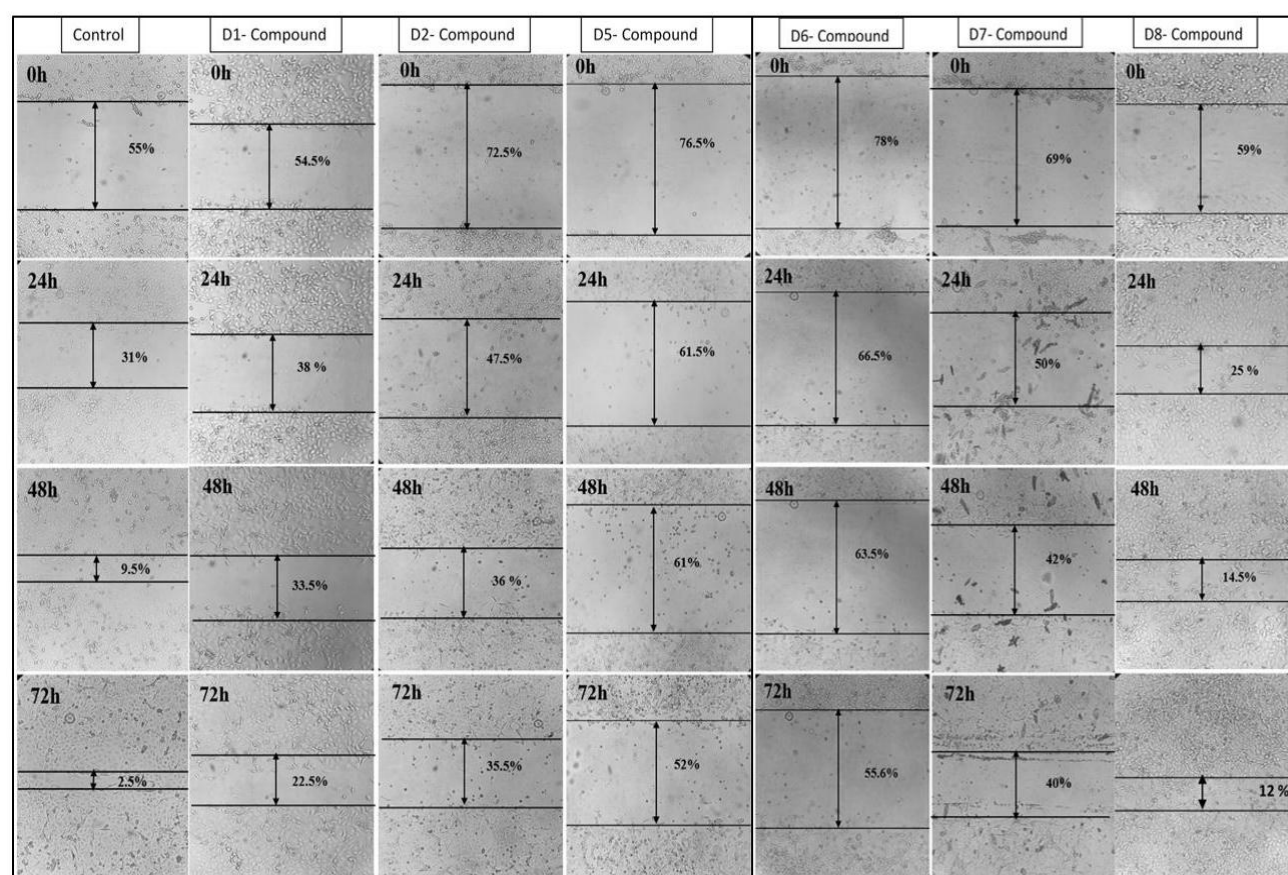 Control
D1- Compound
D2- Compound
D5- Compound
D6- Compound
D7- Compound
D8- Compound
0h
0h
0h
0h
0h
0h
0h
55%
54.5%
72.5%
76.5%
78%
69%
59%
24h
24h
24h
24h
24h
24h
24h
31%
38 %
47.5%
61.5%
66.5%
50%
25 %
48h
48h
48h
48h
48h
48h
48h
9.5%
33.5%
36 %
61%
63.5%
42%
14.5%
72h
72h
72h
72h
72h
72h
72h
2.5%
22.5%
35.5%
52%
55.6%
40%
12 %